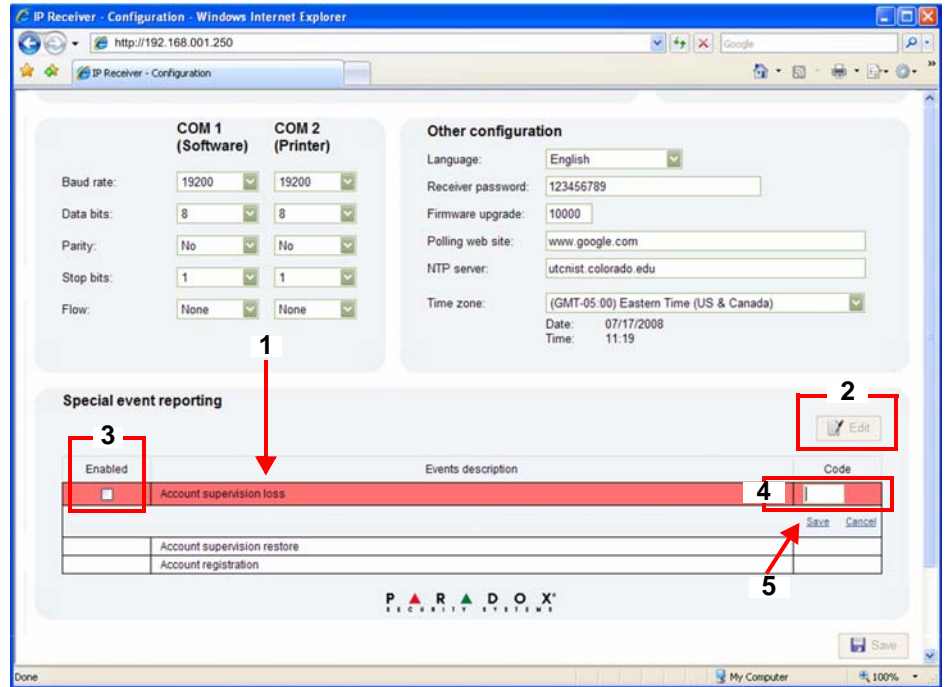 IP Receiver - Configuration - Windows Internet Explorer
http://192.168.001.250
Google
IP Receiver - Configuration
COM 1 (Software)
COM 2 (Printer)
Baud rate: 19200 19200
Data bits: 8 8
Parity: No No
Stop bits: 1 1
Flow: None None
Other configuration
Language: English
Receiver password: 123456789
Firmware upgrade: 10000
Polling web site: www.google.com
NTP server: utcnist.colorado.edu
Time zone: (GMT-05:00) Eastern Time (US & Canada)
Date: 07/17/2008
Time: 11:19
1
Special event reporting
2
Edit
3
Enabled Events description Code
Account supervision loss
4
Save Cancel
Account supervision restore
Account registration
5
PARADOX
SECURITY SYSTEMS
Save
Done My Computer 100%